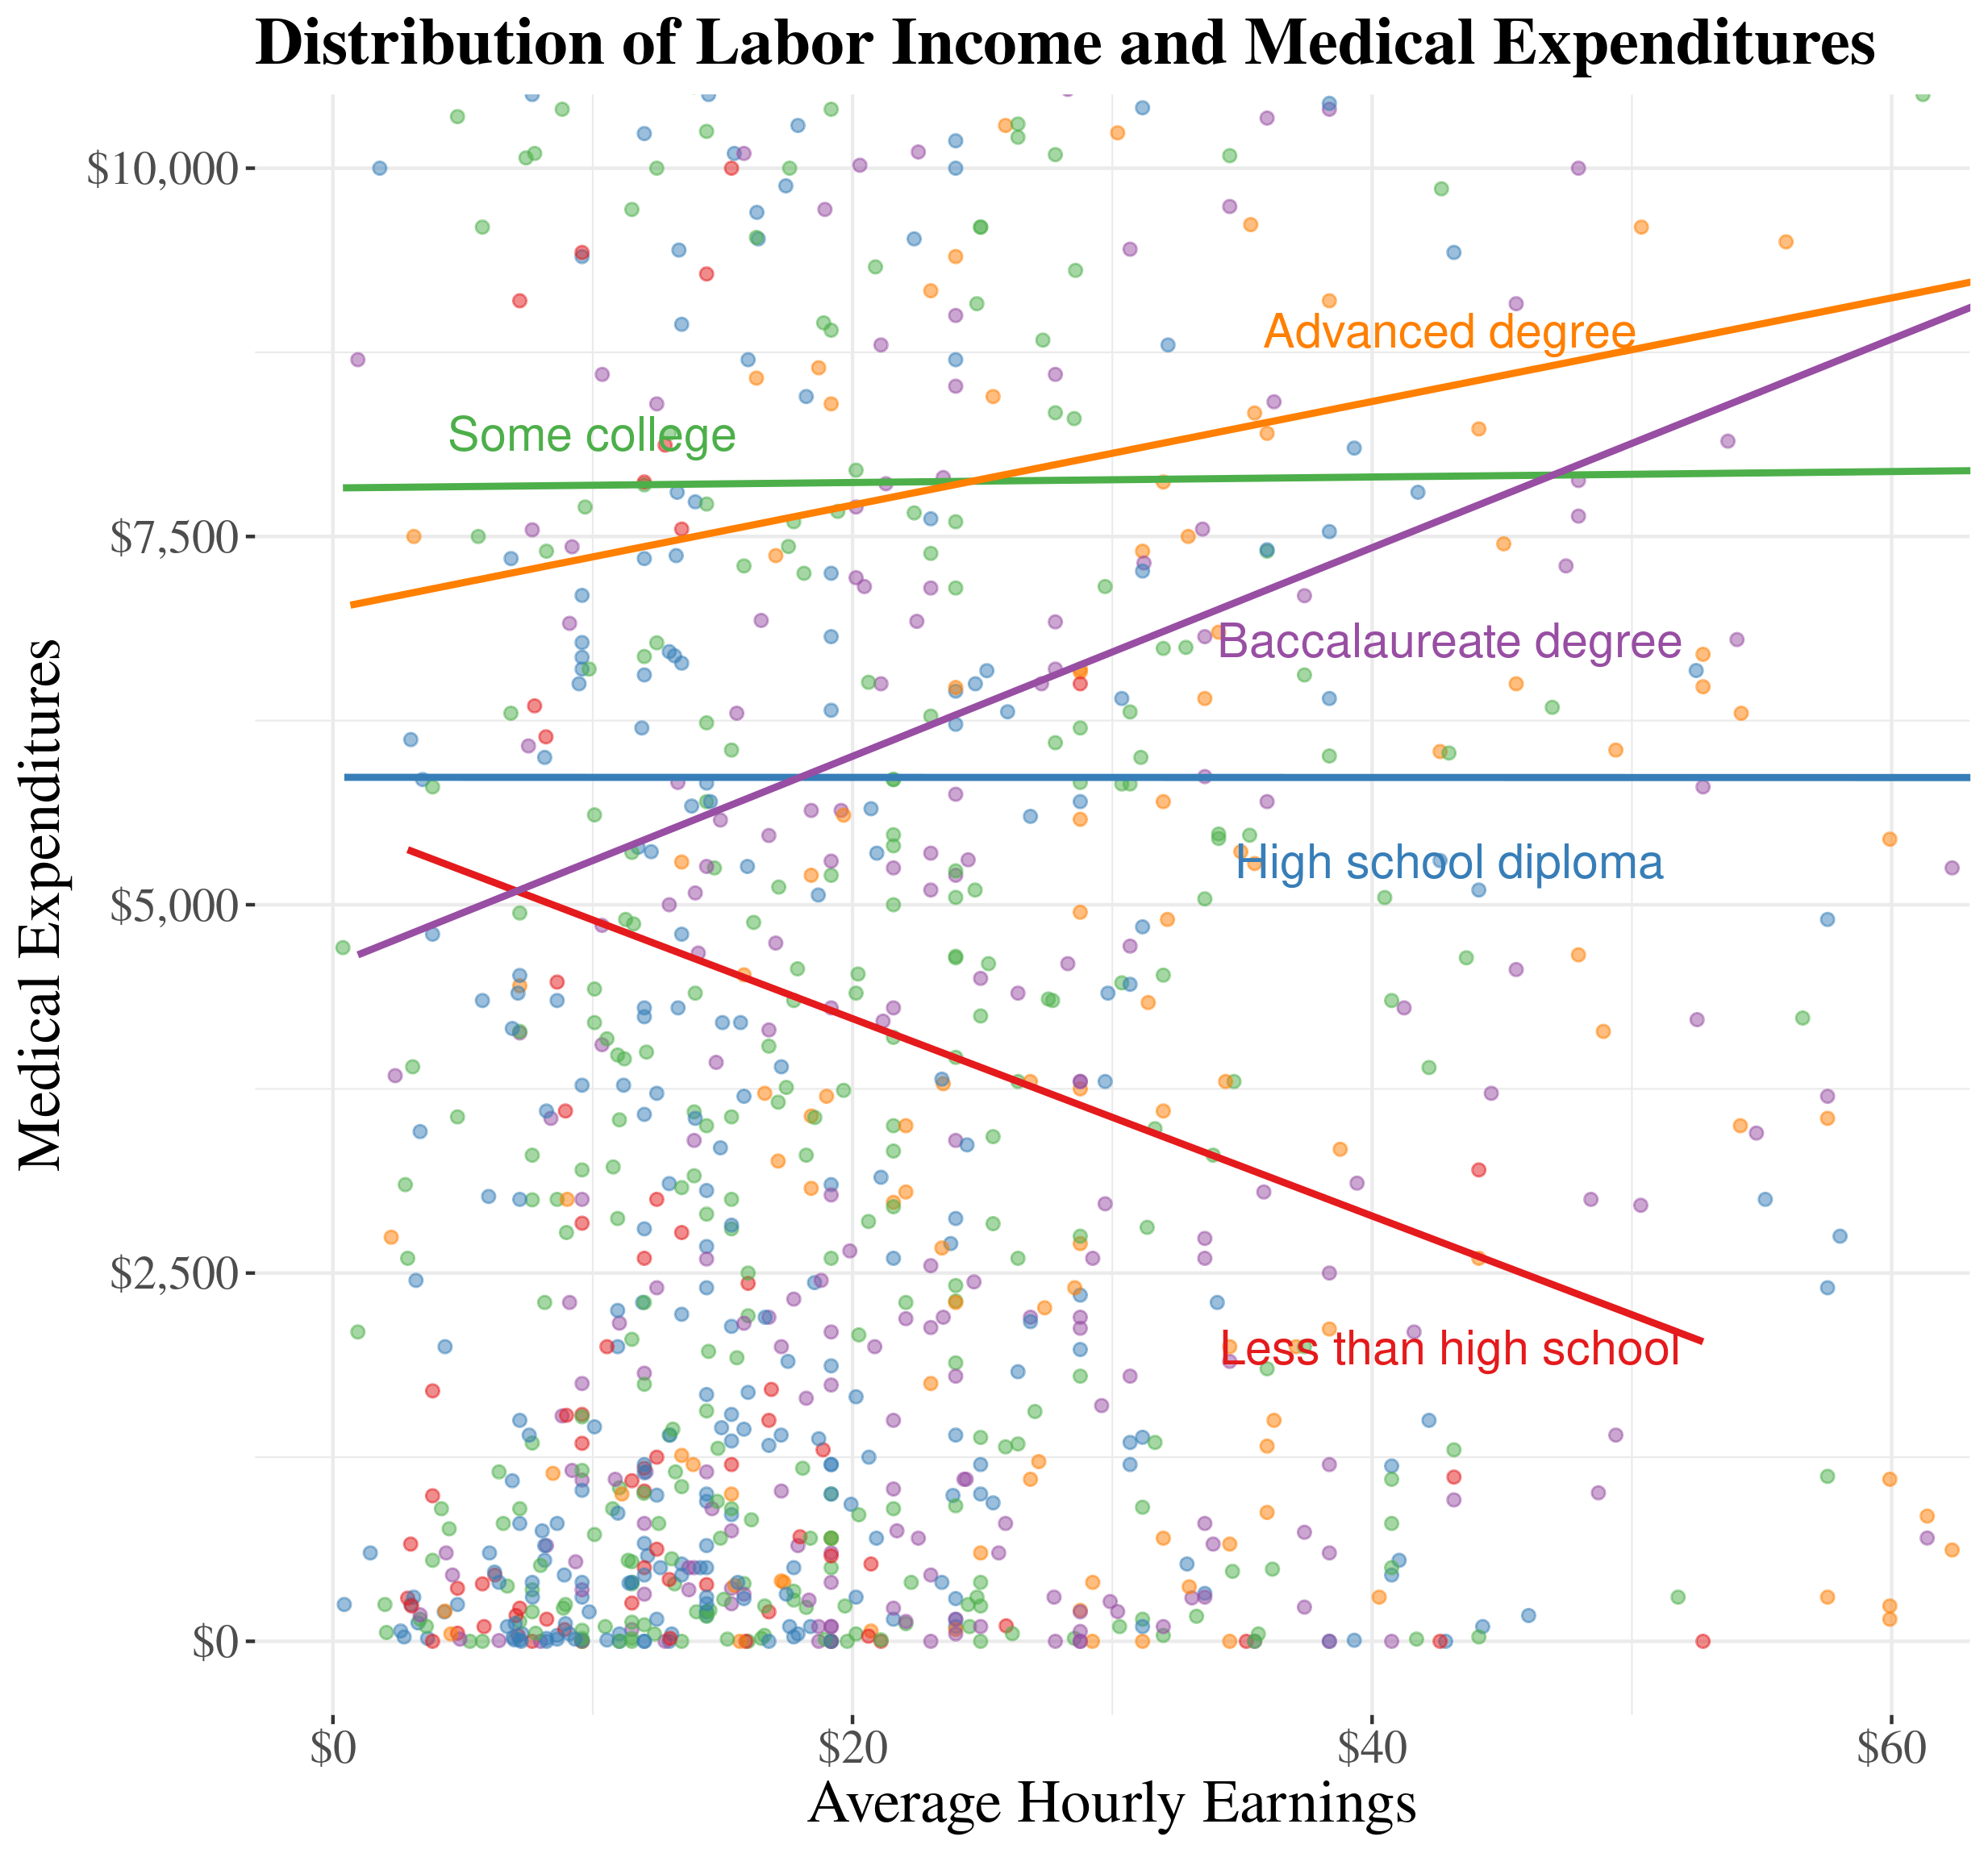 Distribution of Labor Income and Medical Expenditures
$10,000
Advanced degree
Some college
$7,500
Baccalaureate degree
High school diploma
$5,000
Medical Expenditures
$2,500
Less than high school
$0
$0 $20 $40 $60
Average Hourly Earnings